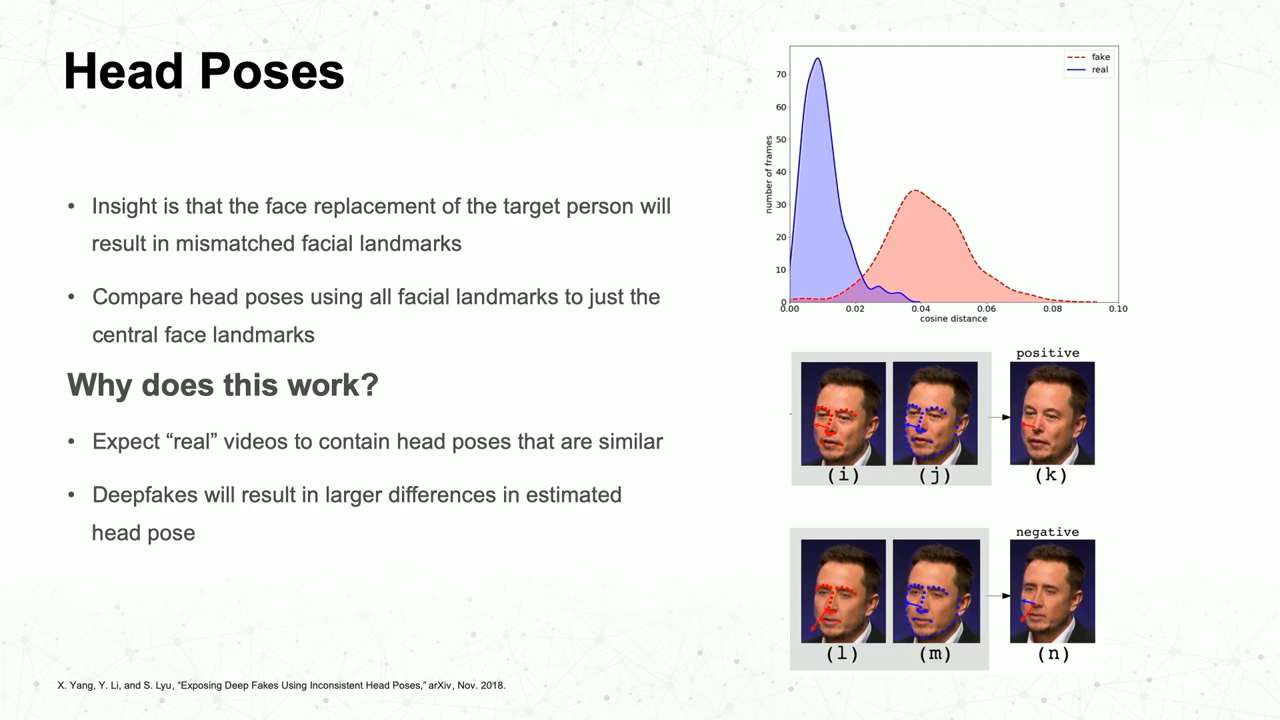 Head Poses
• Insight is that the face replacement of the target person will
result in mismatched facial landmarks
• Compare head poses using all facial landmarks to just the
central face landmarks
Why does this work?
• Expect “real” videos to contain head poses that are similar
• Deepfakes will result in larger differences in estimated
head pose
X. Yang, Y. Li, and S. Lyu, “Exposing Deep Fakes Using Inconsistent Head Poses,” arXiv, Nov. 2018.
fake
real
number of frames
70
60
50
40
30
20
10
0
0.00 0.02 0.04 0.06 0.08 0.10
cosine distance
positive
(i) (j) (k)
negative
(l) (m) (n)